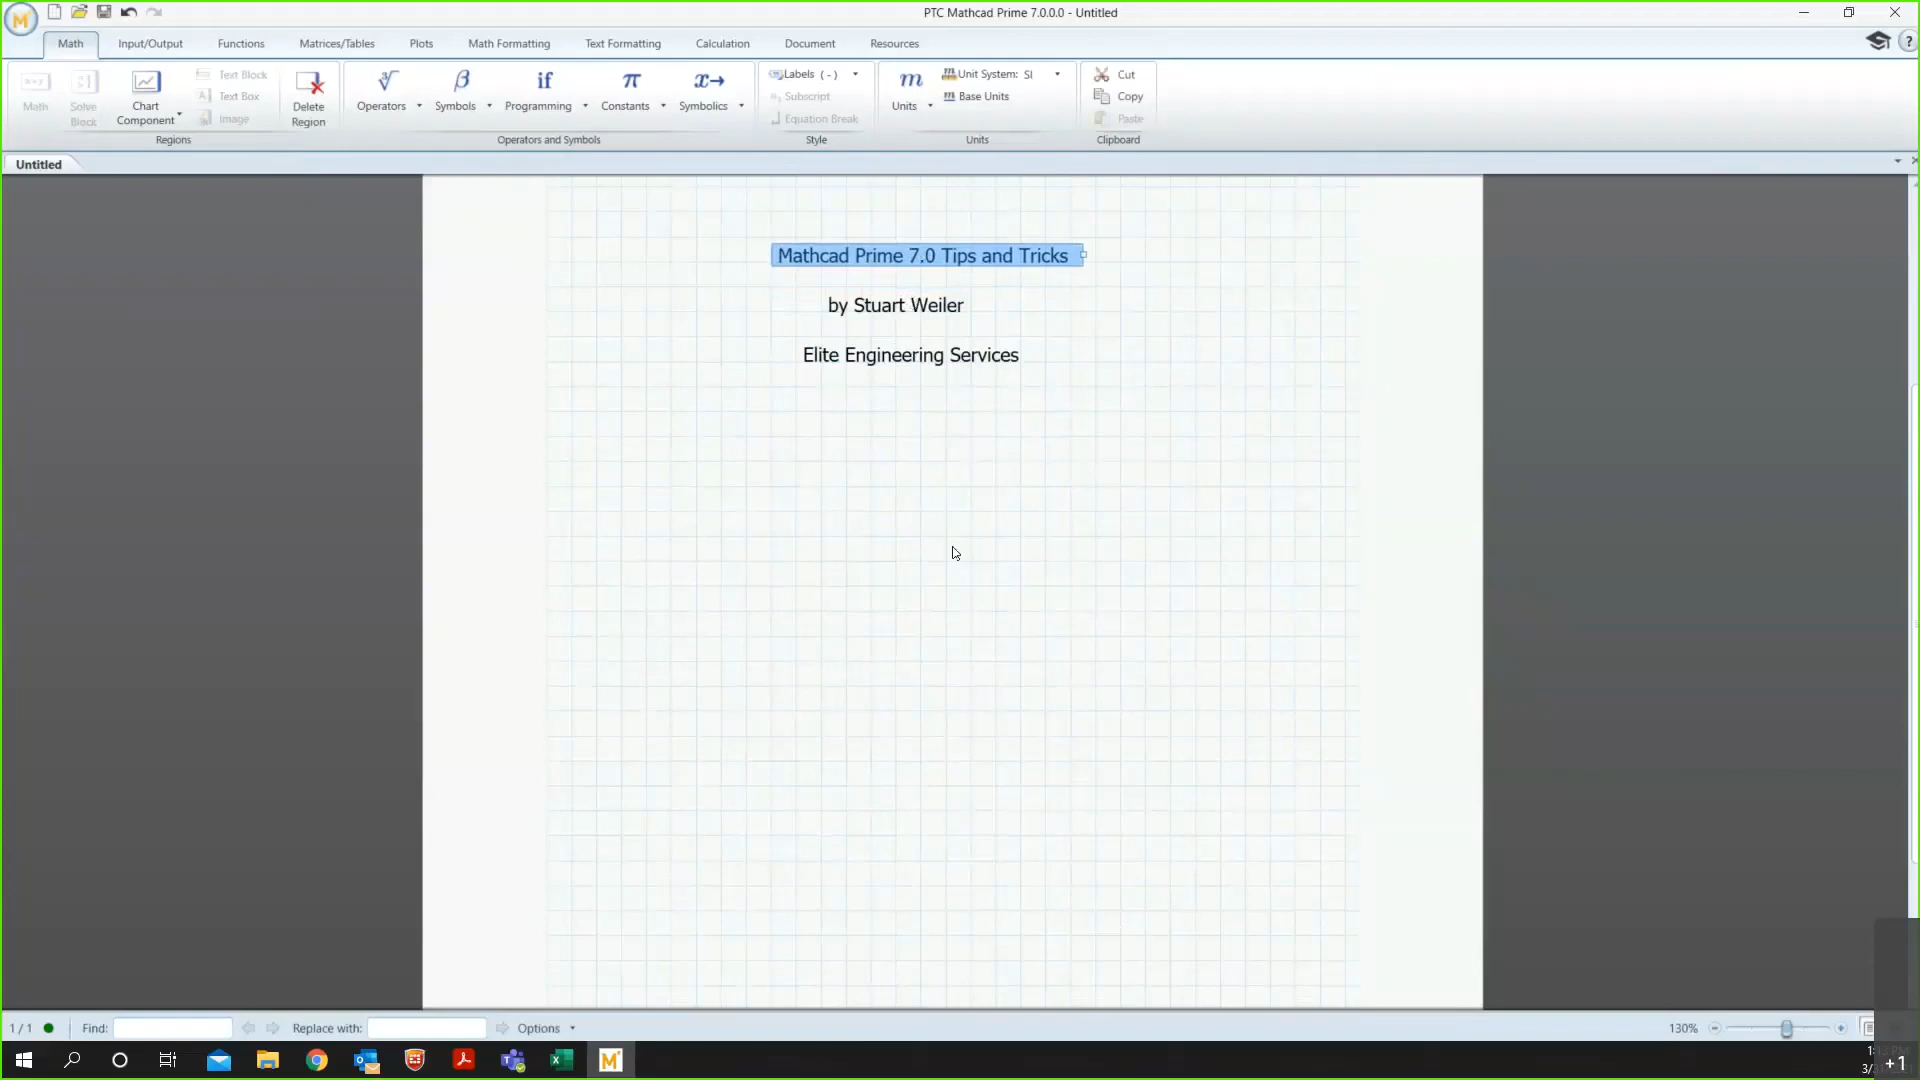 PTC Mathcad Prime 7.0.0.0 - Untitled
Math Input/Output Functions Matrices/Tables Plots Math Formatting Text Formatting Calculation Document Resources
Math
Solve Block
Chart Component
Text Block
Text Box
Image
Delete Region
Regions
Operators
Symbols
if
Programming
π
Constants
Symbolics
Operators and Symbols
Labels ( - )
Subscript
Equation Break
Style
m
Units
Unit System: SI
Base Units
Units
Cut
Copy
Paste
Clipboard
Untitled
Mathcad Prime 7.0 Tips and Tricks
by Stuart Weiler
Elite Engineering Services
1 / 1 Find: Replace with: Options 130%
+1